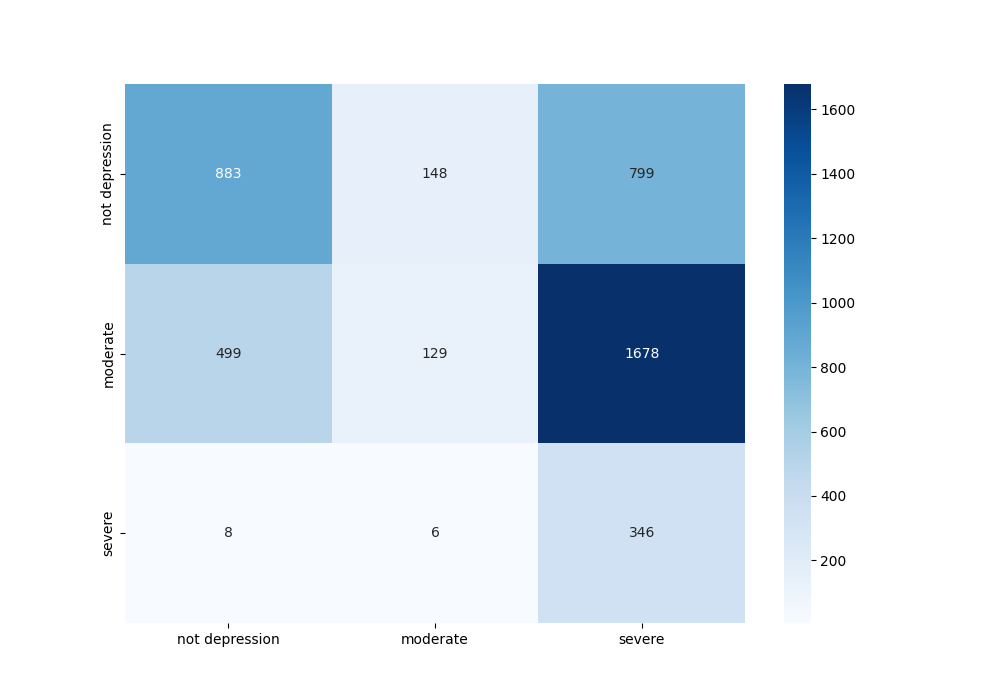 not depression
883
148
799
moderate
499
129
1678
severe
8
6
346
not depression
moderate
severe
1600
1400
1200
1000
800
600
400
200